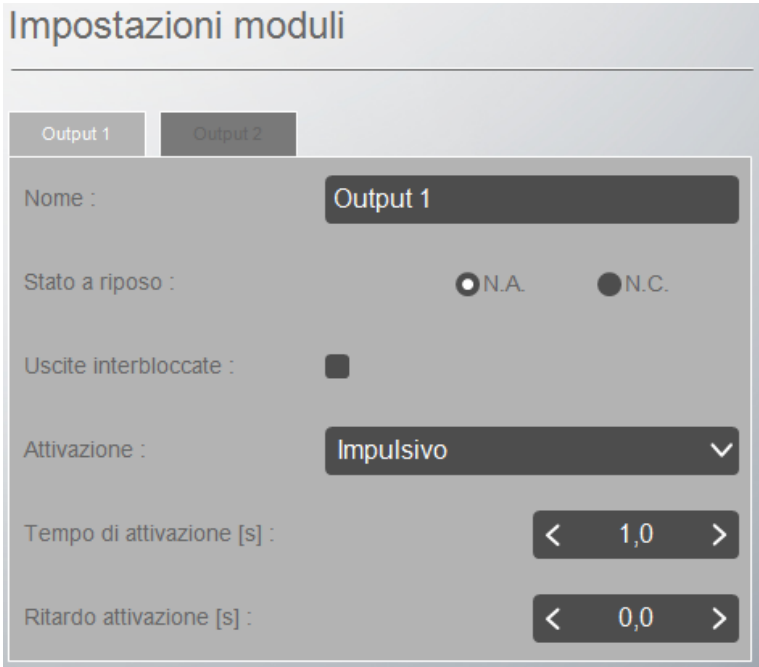 Impostazioni moduli
Output 1 Output 2
Nome : Output 1
Stato a riposo : N.A. N.C.
Uscite interbloccate :
Attivazione : Impulsivo
Tempo di attivazione [s] : < 1,0 >
Ritardo attivazione [s] : < 0,0 >